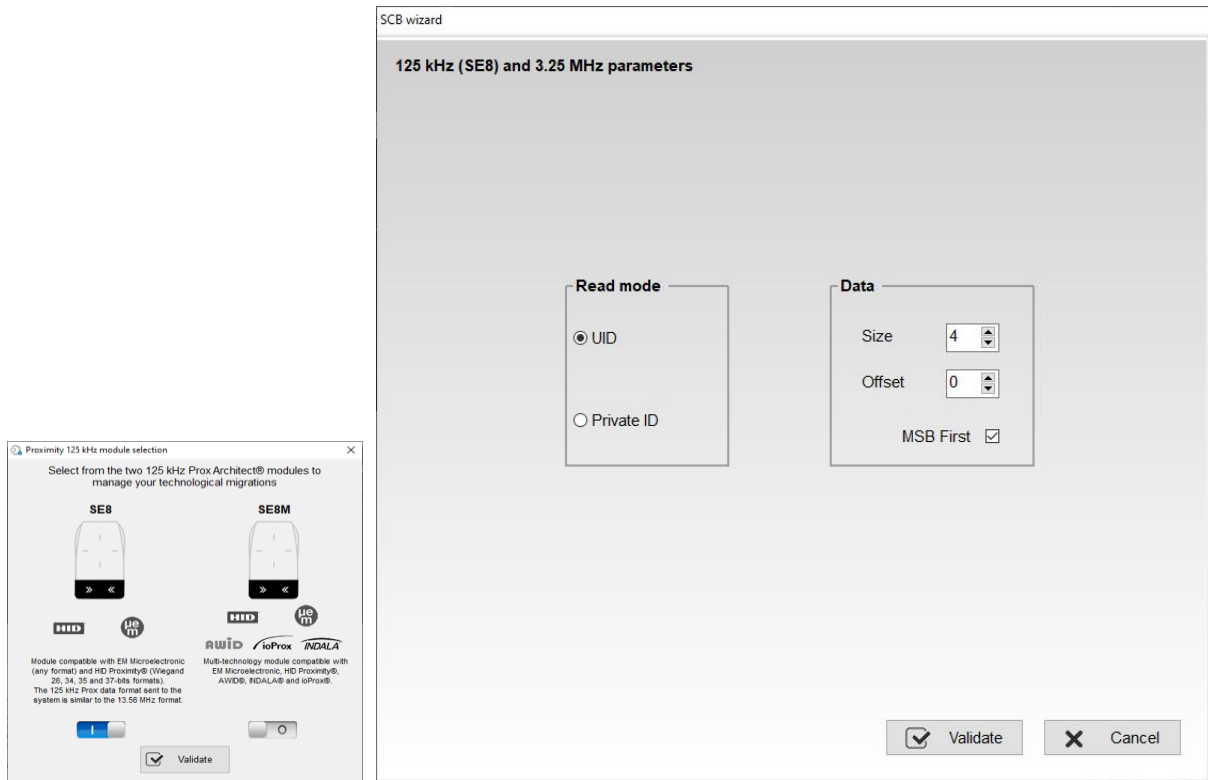 SCB wizard
125 kHz (SE8) and 3.25 MHz parameters
Read mode
UID
Private ID
Data
Size 4
Offset 0
MSB First
Validate
Cancel
Proximity 125 kHz module selection
Select from the two 125 kHz Prox Architect® modules to
manage your technological migrations
SE8
HID
µem
Module compatible with EM Microelectronic
(any format) and HID Proximity® (Wiegand
26, 34, 35 and 37-bits formats).
The 125 kHz Prox data format sent to the
system is similar to the 13.56 MHz format.
I
SE8M
HID
µem
AWID ioProx INDALA
Multi-technology module compatible with
EM Microelectronic, HID Proximity®,
AWID®, INDALA® and ioProx®.
O
Validate